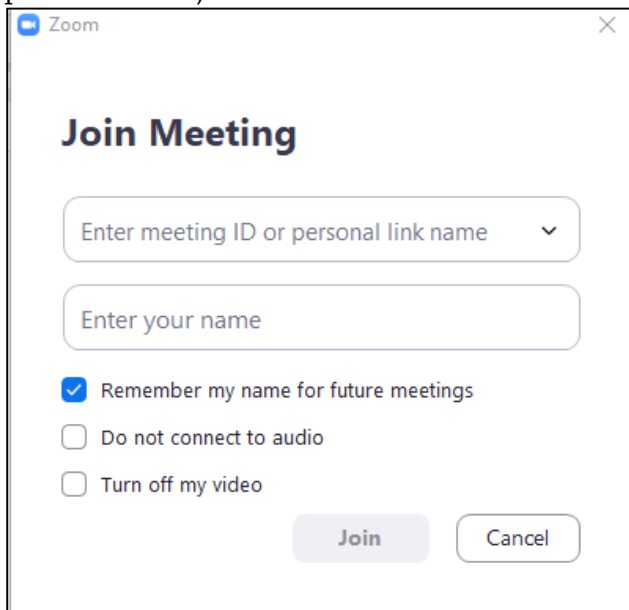 Zoom
Join Meeting
Enter meeting ID or personal link name
Enter your name
Remember my name for future meetings
Do not connect to audio
Turn off my video
Join Cancel